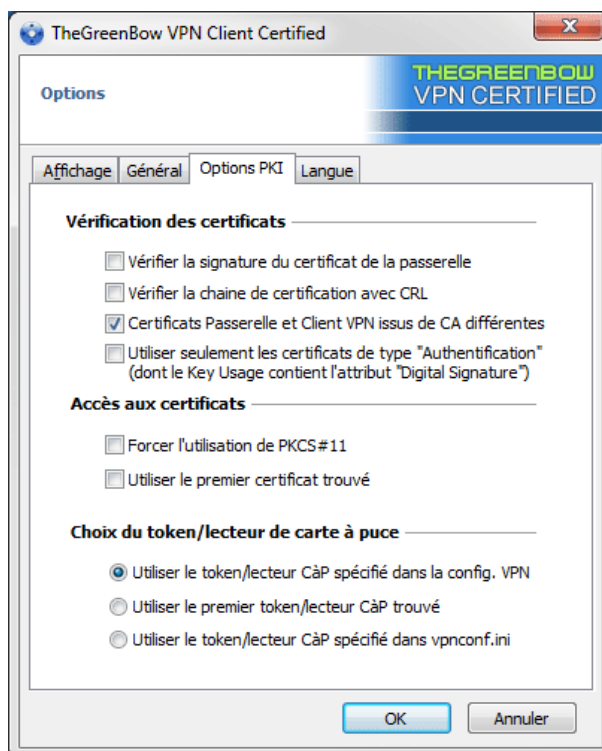 TheGreenBow VPN Client Certified
Options
THEGREENBOW
VPN CERTIFIED
Affichage
Général
Options PKI
Langue
Vérification des certificats
Vérifier la signature du certificat de la passerelle
Vérifier la chaine de certification avec CRL
Certificats Passerelle et Client VPN issus de CA différentes
Utiliser seulement les certificats de type "Authentification"
(dont le Key Usage contient l'attribut "Digital Signature")
Accès aux certificats
Forcer l'utilisation de PKCS#11
Utiliser le premier certificat trouvé
Choix du token/lecteur de carte à puce
Utiliser le token/lecteur CàP spécifié dans la config. VPN
Utiliser le premier token/lecteur CàP trouvé
Utiliser le token/lecteur CàP spécifié dans vpnconf.ini
OK
Annuler